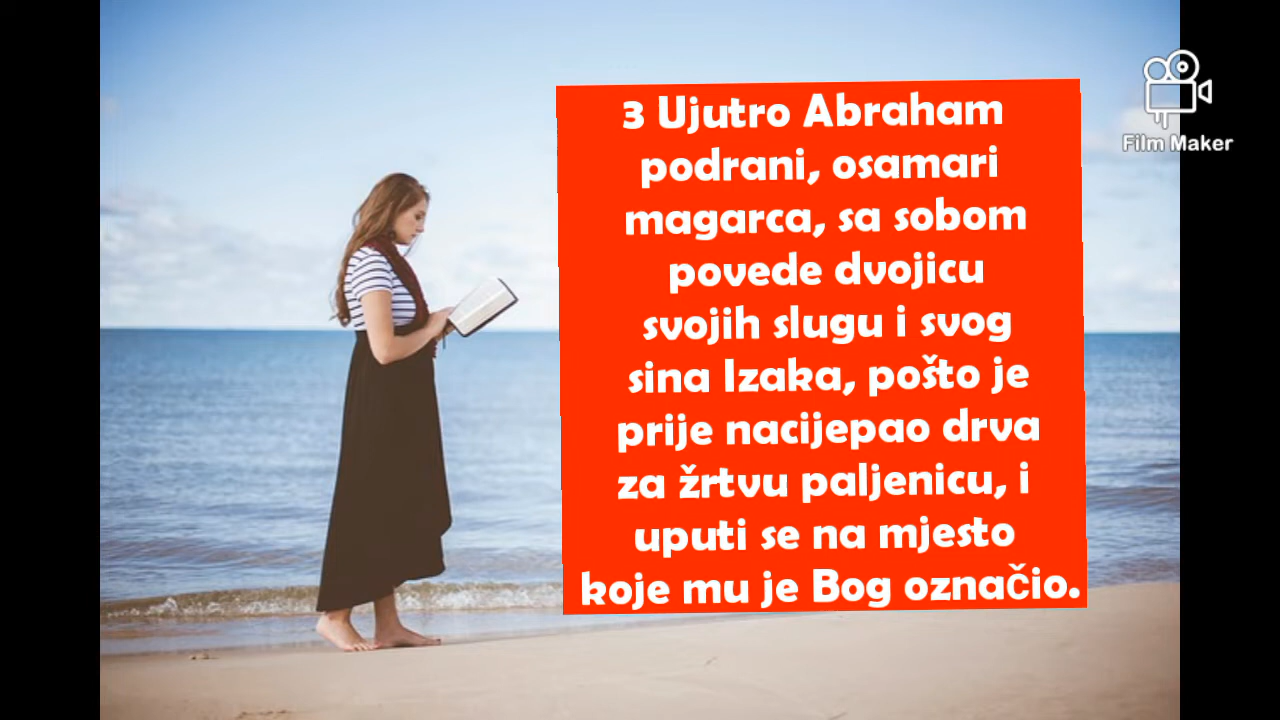 3 Ujutro Abraham
podrani, osamari
magarca, sa sobom
povede dvojicu
svojih slugu i svog
sina Izaka, pošto je
prije nacijepao drva
za žrtvu paljenicu, i
uputi se na mjesto
koje mu je Bog označio.
Film Maker